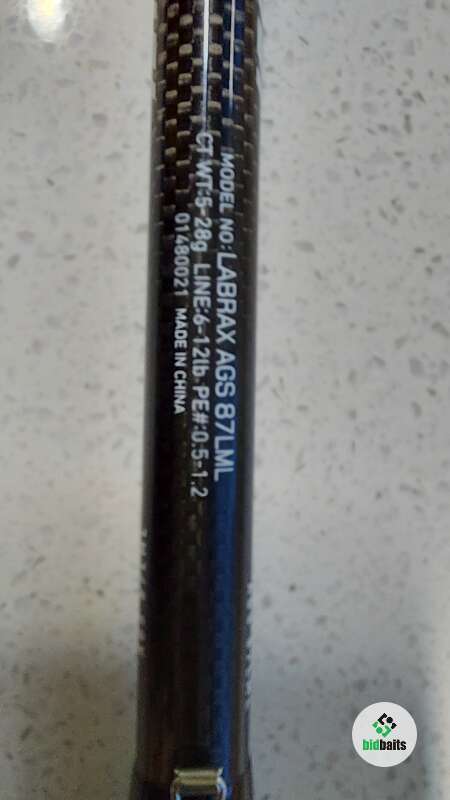 MODEL NO:LABRAX AGS 87LML
CT WT:5-28g LINE:6-12lb PE#:0.5-1.2
01480021 MADE IN CHINA
bidbaits